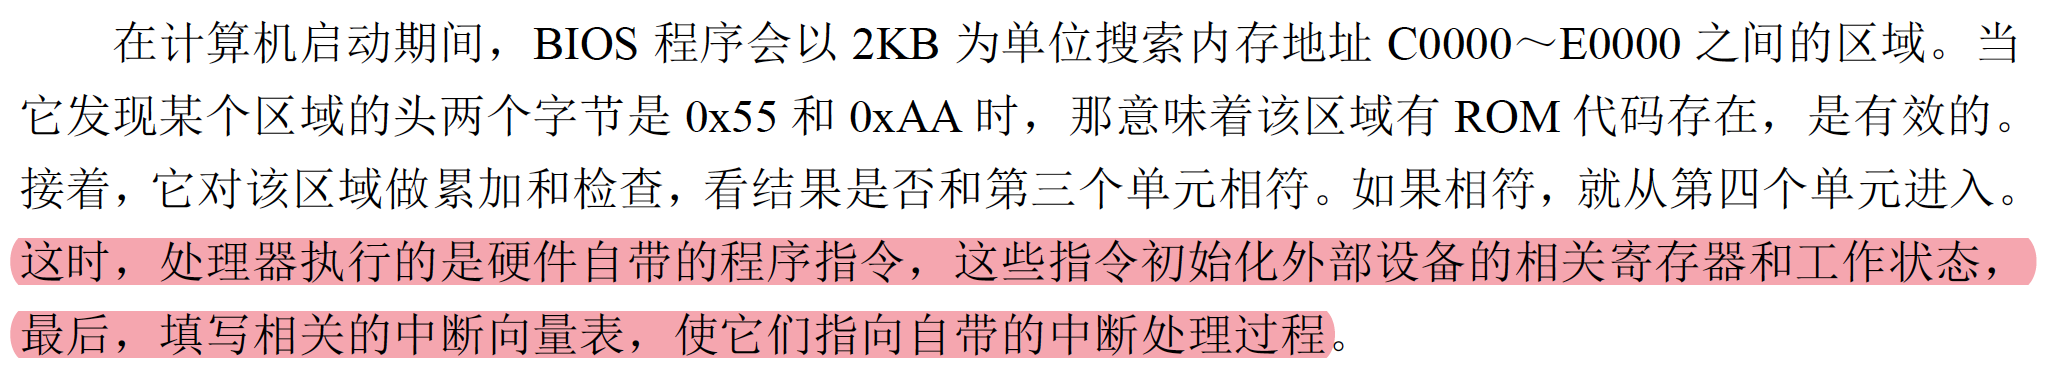 在计算机启动期间，BIOS 程序会以 2KB 为单位搜索内存地址 C0000～E0000 之间的区域。当
它发现某个区域的头两个字节是 0x55 和 0xAA 时，那意味着该区域有 ROM 代码存在，是有效的。
接着，它对该区域做累加和检查，看结果是否和第三个单元相符。如果相符，就从第四个单元进入。
这时，处理器执行的是硬件自带的程序指令，这些指令初始化外部设备的相关寄存器和工作状态，
最后，填写相关的中断向量表，使它们指向自带的中断处理过程。